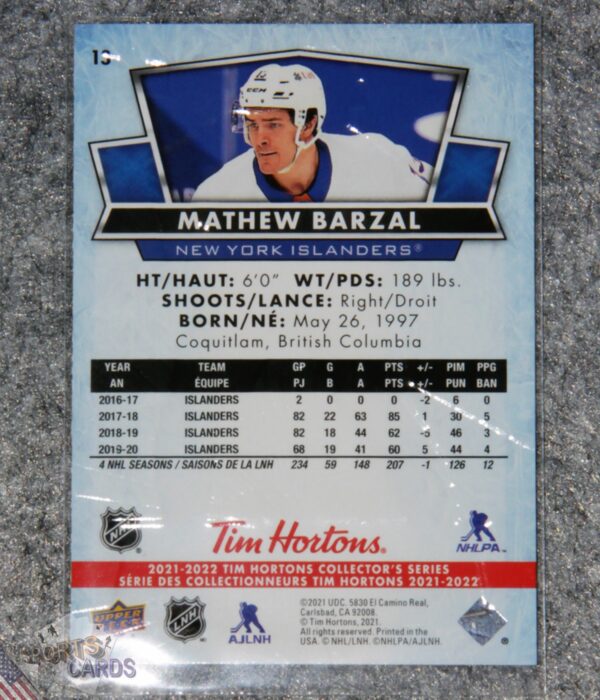 13
CCM
MATHEW BARZAL
NEW YORK ISLANDERS®
HT/HAUT: 6'0" WT/PDS: 189 lbs.
SHOOTS/LANCE: Right/Droit
BORN/NÉ: May 26, 1997
Coquitlam, British Columbia
YEAR TEAM GP G A PTS +/- PIM PPG
AN ÉQUIPE PJ B A PTS +/- PUN BAN
2016-17 ISLANDERS 2 0 0 0 -2 6 0
2017-18 ISLANDERS 82 22 63 85 1 30 5
2018-19 ISLANDERS 82 18 44 62 -5 46 3
2019-20 ISLANDERS 68 19 41 60 5 44 4
4 NHL SEASONS / SAISONS DE LA LNH 234 59 148 207 -1 126 12
NHL
Tim Hortons®
NHLPA
2021-2022 TIM HORTONS COLLECTOR'S SERIES
SÉRIE DES COLLECTIONNEURS TIM HORTONS 2021-2022
UPPER DECK
LNH
AJLNH
©2021 UDC. 5830 El Camino Real,
Carlsbad, CA 92008.
© Tim Hortons, 2021.
All rights reserved. Printed in the
USA. © NHL/LNH. ©NHLPA/AJLNH.
®
SPORTS
CARDS